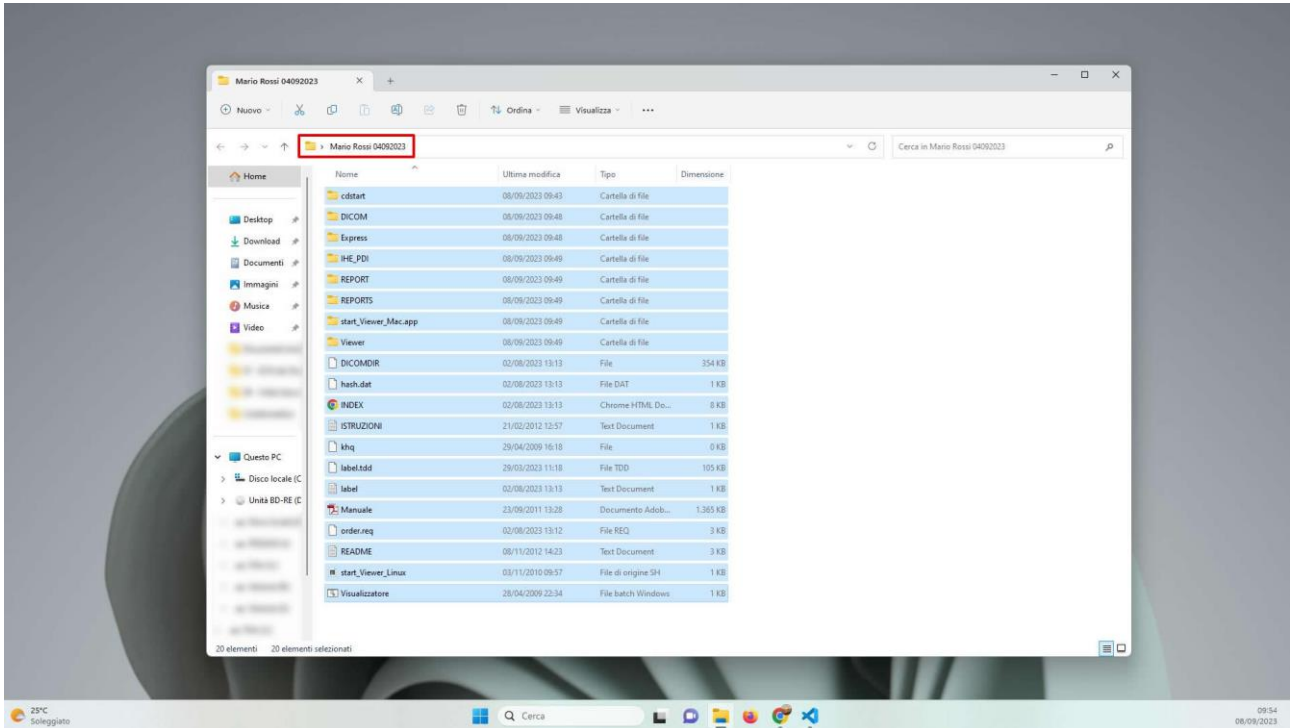 Mario Rossi 04092023
Nuovo Ordina Visualizza
Mario Rossi 04092023 Cerca in Mario Rossi 04092023
Home
Desktop
Download
Documenti
Immagini
Musica
Video
Questo PC
Disco locale (C
Unità BD-RE (D
Nome Ultima modifica Tipo Dimensione
cdstart 08/09/2023 09:43 Cartella di file
DICOM 08/09/2023 09:48 Cartella di file
Express 08/09/2023 09:48 Cartella di file
IHE_PDI 08/09/2023 09:49 Cartella di file
REPORT 08/09/2023 09:49 Cartella di file
REPORTS 08/09/2023 09:49 Cartella di file
start_Viewer_Mac.app 08/09/2023 09:49 Cartella di file
Viewer 08/09/2023 09:49 Cartella di file
DICOMDIR 02/08/2023 13:13 File 354 KB
hash.dat 02/08/2023 13:13 File DAT 1 KB
INDEX 02/08/2023 13:13 Chrome HTML Do... 8 KB
ISTRUZIONI 21/02/2012 12:57 Text Document 1 KB
khq 29/04/2009 16:18 File 0 KB
label.tdd 29/03/2023 11:18 File TDD 105 KB
label 02/08/2023 13:13 Text Document 1 KB
Manuale 23/09/2011 13:28 Documento Adob... 1.365 KB
order.req 02/08/2023 13:12 File REQ 3 KB
README 08/11/2012 14:23 Text Document 3 KB
start_Viewer_Linux 03/11/2010 09:57 File di origine SH 1 KB
Visualizzatore 28/04/2009 22:34 File batch Windows 1 KB
20 elementi 20 elementi selezionati
25°C
Soleggiato
Cerca
09:54
08/09/2023